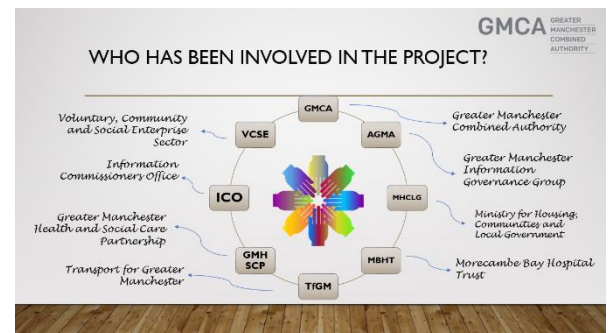 GMCA
GREATER
MANCHESTER
COMBINED
AUTHORITY
WHO HAS BEEN INVOLVED IN THE PROJECT?
GMCA
Greater Manchester
Combined Authority
AGMA
Greater Manchester
Information
Governance Group
MHCLG
Ministry for Housing,
Communities and
Local Government
MBHT
Morecambe Bay Hospital
Trust
TfGM
Transport for Greater
Manchester
GMH
SCP
Greater Manchester
Health and Social Care
Partnership
ICO
Information
Commissioners Office
VCSE
Voluntary, Community
and Social Enterprise
Sector